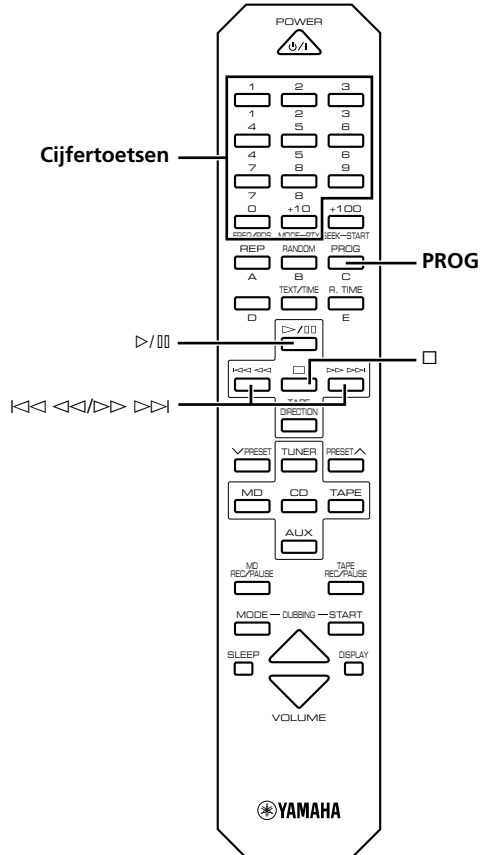 POWER
⏻/I
1 2 3
1 2 3
4 5 6
4 5 6
7 8 9
7 8
0 +10 +100
FREQ/RDS MODE—PTY SEEK—START
REP RANDOM PROG
A B C
TEXT/TIME R. TIME
D E
▷/▯▯
|◁◁ ◁◁ □ ▷▷ ▷▷|
TAPE
DIRECTION
∨PRESET TUNER PRESET∧
MD CD TAPE
AUX
MD
REC/PAUSE
TAPE
REC/PAUSE
MODE — DUBBING — START
SLEEP DISPLAY
VOLUME
YAMAHA
Cijfertoetsen
▷/▯▯
|◁◁ ◁◁/▷▷ ▷▷|
PROG
□